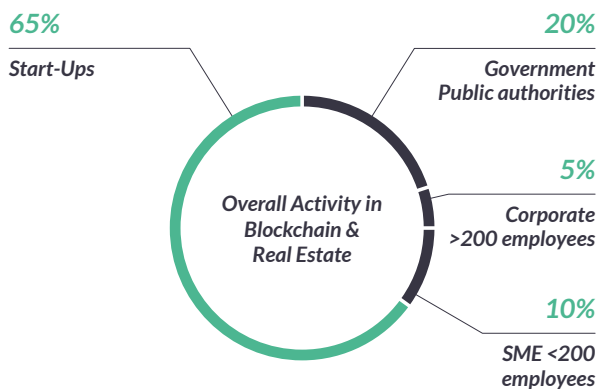 65%
Start-Ups
20%
Government
Public authorities
5%
Corporate
>200 employees
10%
SME <200
employees
Overall Activity in
Blockchain &
Real Estate